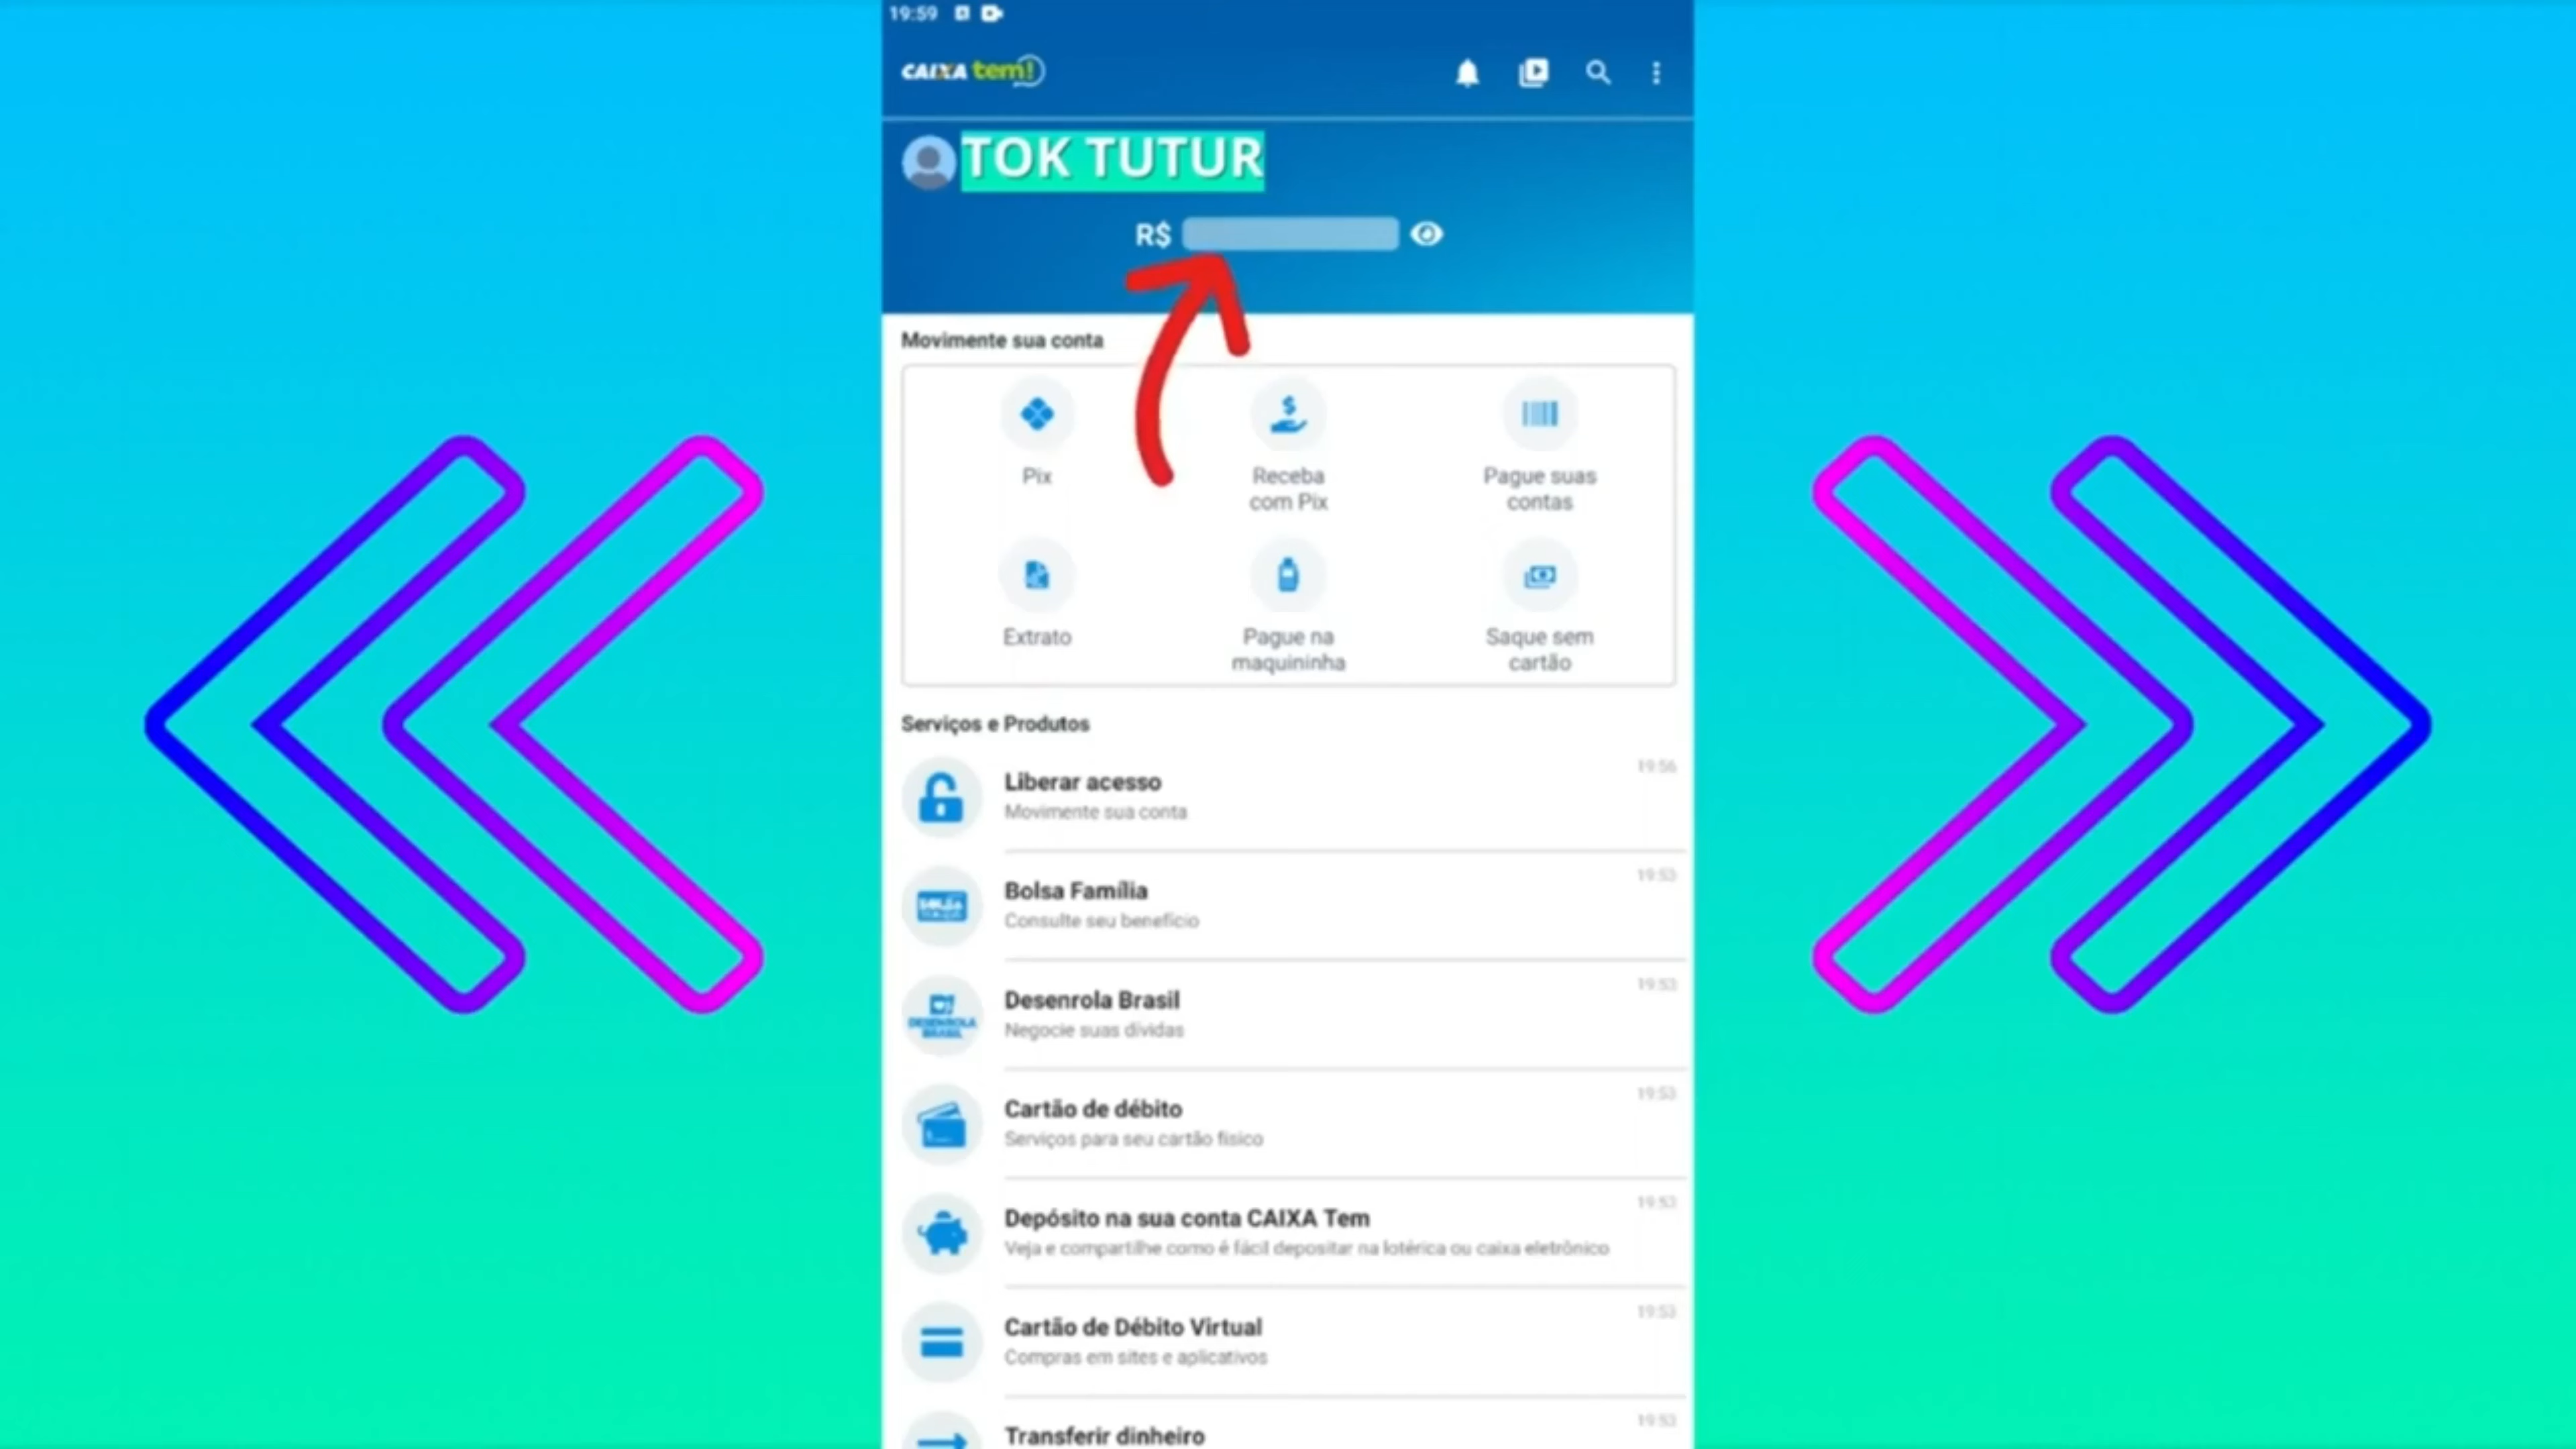 19:59
CAIXA tem!
TOK TUTUR
R$
Movimente sua conta
Pix
Receba
com Pix
Pague suas
contas
Extrato
Pague na
maquininha
Saque sem
cartão
Serviços e Produtos
Liberar acesso
19:56
Movimente sua conta
Bolsa Família
19:53
Consulte seu benefício
Desenrola Brasil
19:53
Negocie suas dívidas
DESENROLA
BRASIL
Cartão de débito
19:53
Serviços para seu cartão físico
Depósito na sua conta CAIXA Tem
19:53
Veja e compartilhe como é fácil depositar na lotérica ou caixa eletrônico
Cartão de Débito Virtual
19:53
Compras em sites e aplicativos
Transferir dinheiro
19:53